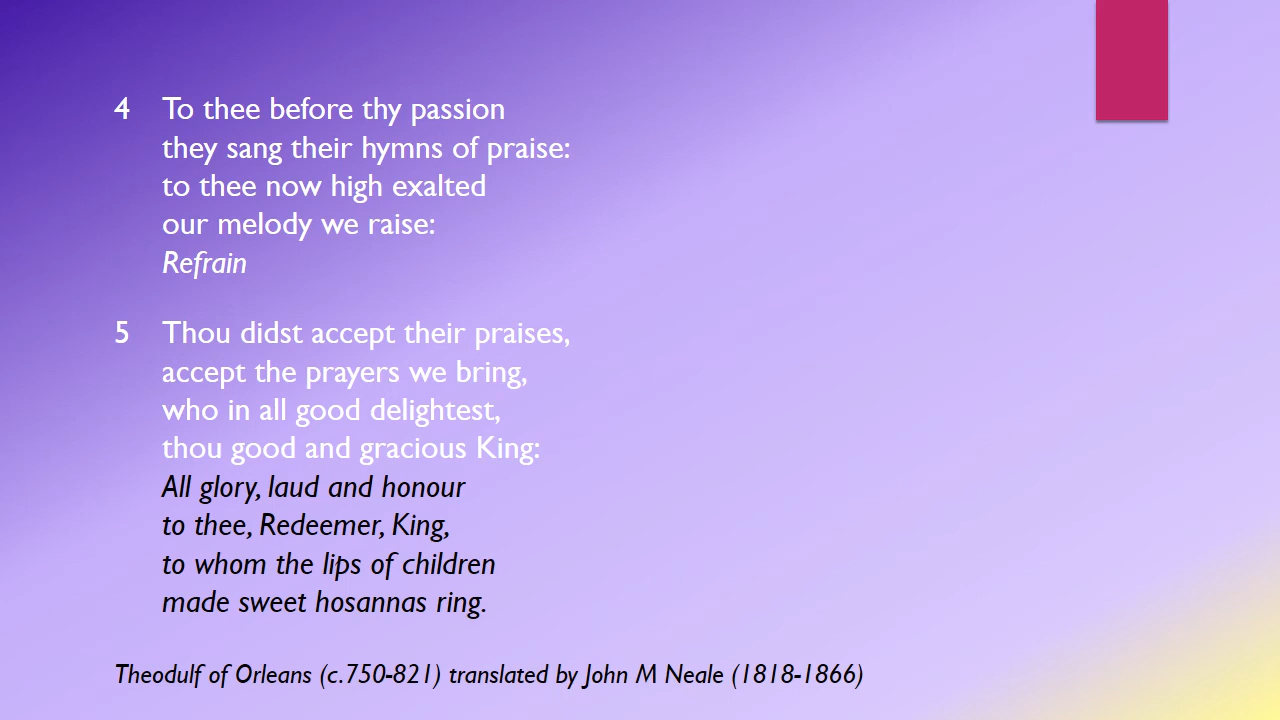 4 To thee before thy passion
they sang their hymns of praise:
to thee now high exalted
our melody we raise:
Refrain
5 Thou didst accept their praises,
accept the prayers we bring,
who in all good delightest,
thou good and gracious King:
All glory, laud and honour
to thee, Redeemer, King,
to whom the lips of children
made sweet hosannas ring.
Theodulf of Orleans (c.750-821) translated by John M Neale (1818-1866)